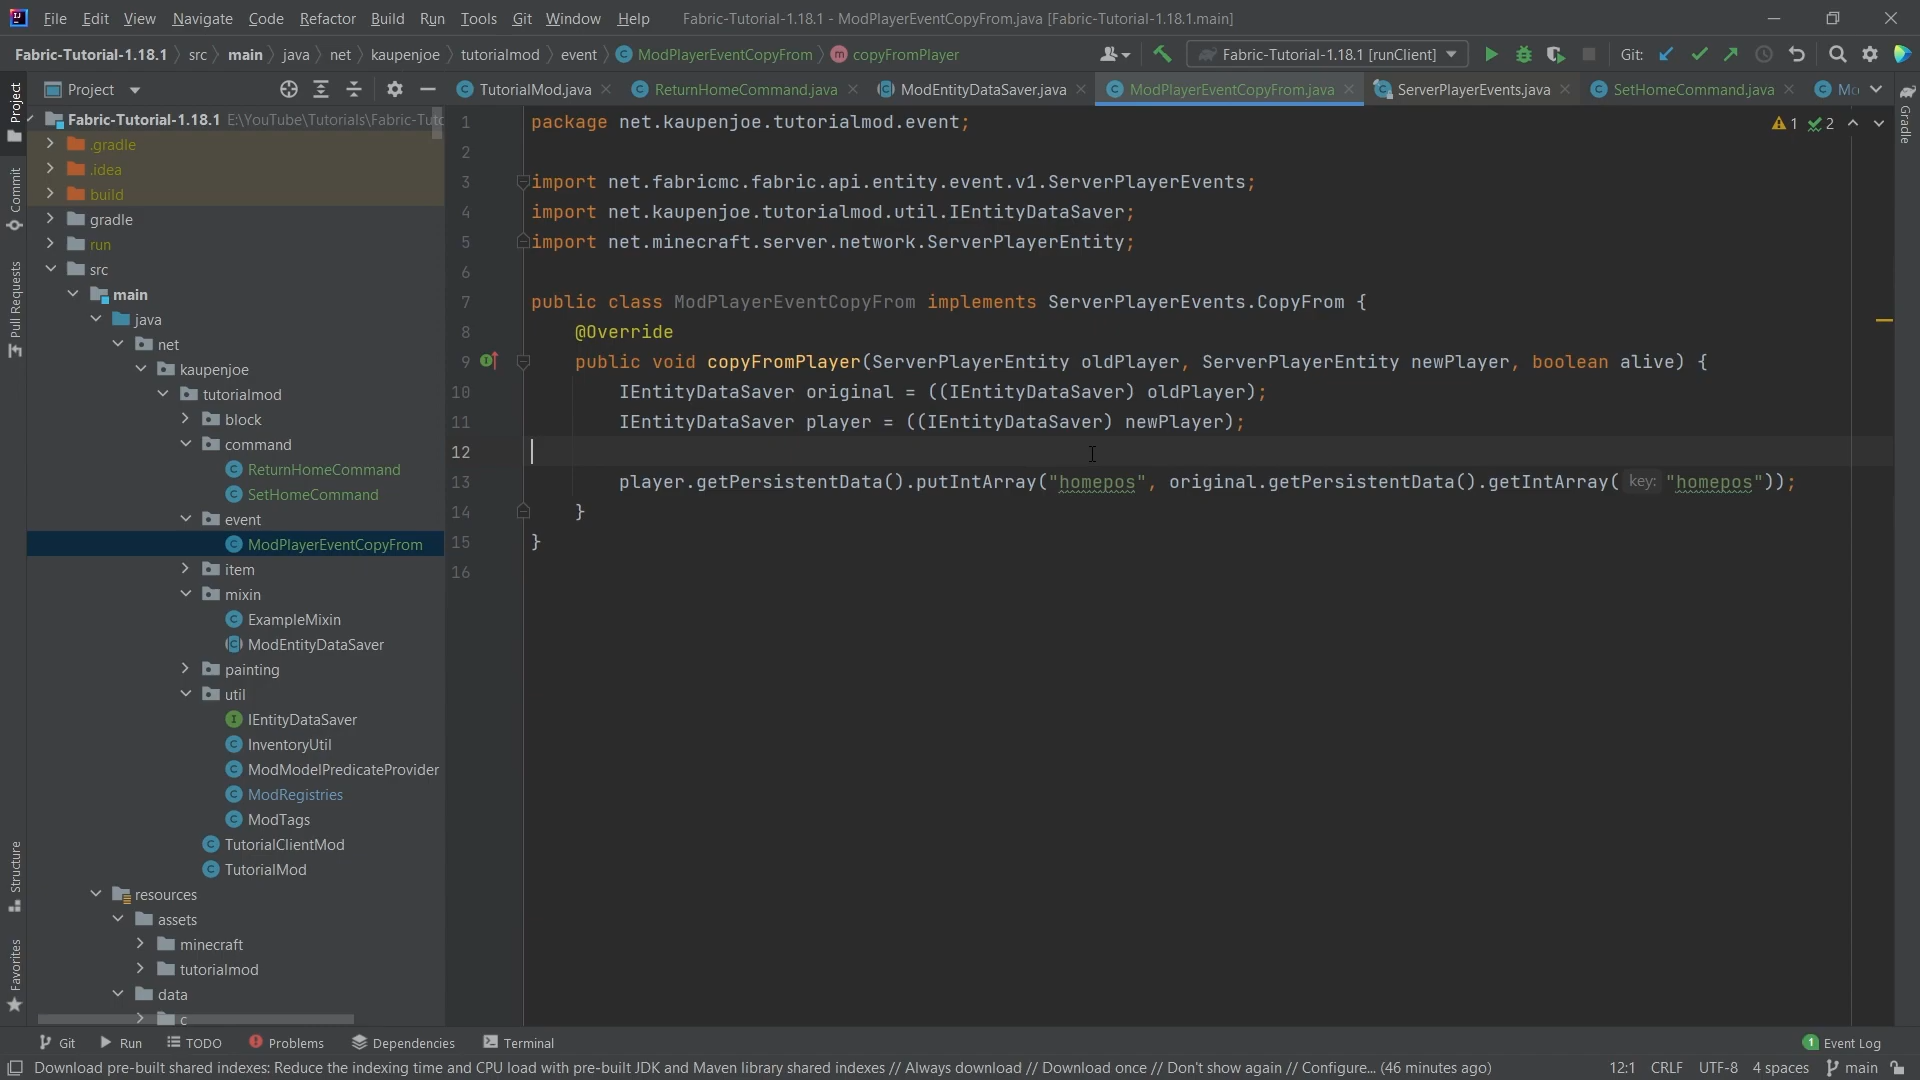 File Edit View Navigate Code Refactor Build Run Tools Git Window Help Fabric-Tutorial-1.18.1 - ModPlayerEventCopyFrom.java [Fabric-Tutorial-1.18.1.main]
Fabric-Tutorial-1.18.1 src main java net kaupenjoe tutorialmod event ModPlayerEventCopyFrom copyFromPlayer Fabric-Tutorial-1.18.1 [runClient] Git:
Project TutorialMod.java ReturnHomeCommand.java ModEntityDataSaver.java ModPlayerEventCopyFrom.java ServerPlayerEvents.java SetHomeCommand.java
Project
Commit
Pull Requests
Structure
Favorites
Fabric-Tutorial-1.18.1 E:\YouTube\Tutorials\Fabric-Tutc
.gradle
.idea
build
gradle
run
src
main
java
net
kaupenjoe
tutorialmod
block
command
ReturnHomeCommand
SetHomeCommand
event
ModPlayerEventCopyFrom
item
mixin
ExampleMixin
ModEntityDataSaver
painting
util
IEntityDataSaver
InventoryUtil
ModModelPredicateProvider
ModRegistries
ModTags
TutorialClientMod
TutorialMod
resources
assets
minecraft
tutorialmod
data
c
1 package net.kaupenjoe.tutorialmod.event;
2
3 import net.fabricmc.fabric.api.entity.event.v1.ServerPlayerEvents;
4 import net.kaupenjoe.tutorialmod.util.IEntityDataSaver;
5 import net.minecraft.server.network.ServerPlayerEntity;
6
7 public class ModPlayerEventCopyFrom implements ServerPlayerEvents.CopyFrom {
8 @Override
9 public void copyFromPlayer(ServerPlayerEntity oldPlayer, ServerPlayerEntity newPlayer, boolean alive) {
10 IEntityDataSaver original = ((IEntityDataSaver) oldPlayer);
11 IEntityDataSaver player = ((IEntityDataSaver) newPlayer);
12
13 player.getPersistentData().putIntArray("homepos", original.getPersistentData().getIntArray( key: "homepos"));
14 }
15 }
16
1 2
Gradle
Git Run TODO Problems Dependencies Terminal 1 Event Log
Download pre-built shared indexes: Reduce the indexing time and CPU load with pre-built JDK and Maven library shared indexes // Always download // Download once // Don't show again // Configure... (46 minutes ago) 12:1 CRLF UTF-8 4 spaces main